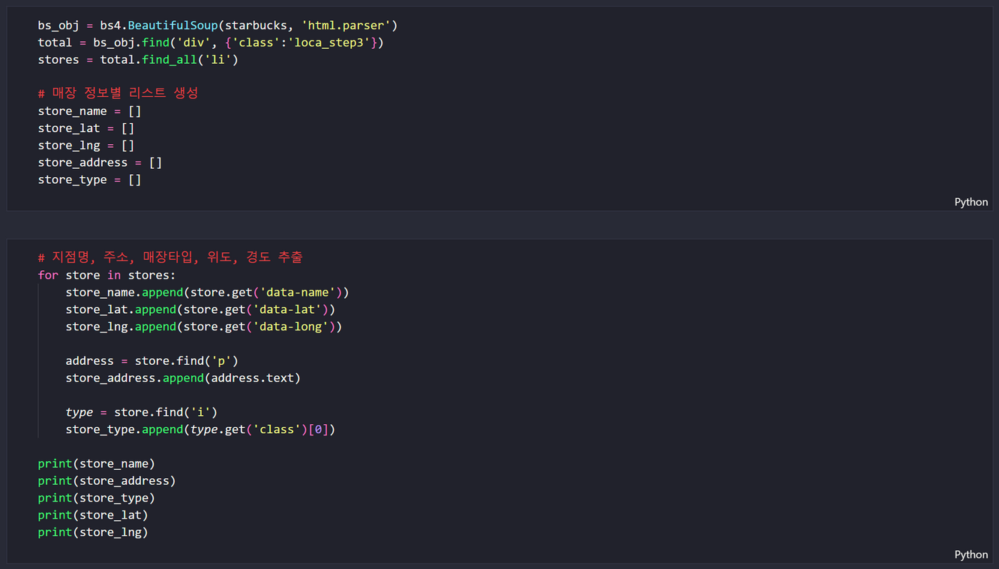 bs_obj = bs4.BeautifulSoup(starbucks, 'html.parser')
total = bs_obj.find('div', {'class':'loca_step3'})
stores = total.find_all('li')
# 매장 정보별 리스트 생성
store_name = []
store_lat = []
store_lng = []
store_address = []
store_type = []
Python
# 지점명, 주소, 매장타입, 위도, 경도 추출
for store in stores:
    store_name.append(store.get('data-name'))
    store_lat.append(store.get('data-lat'))
    store_lng.append(store.get('data-long'))
    address = store.find('p')
    store_address.append(address.text)
    type = store.find('i')
    store_type.append(type.get('class')[0])
print(store_name)
print(store_address)
print(store_type)
print(store_lat)
print(store_lng)
Python